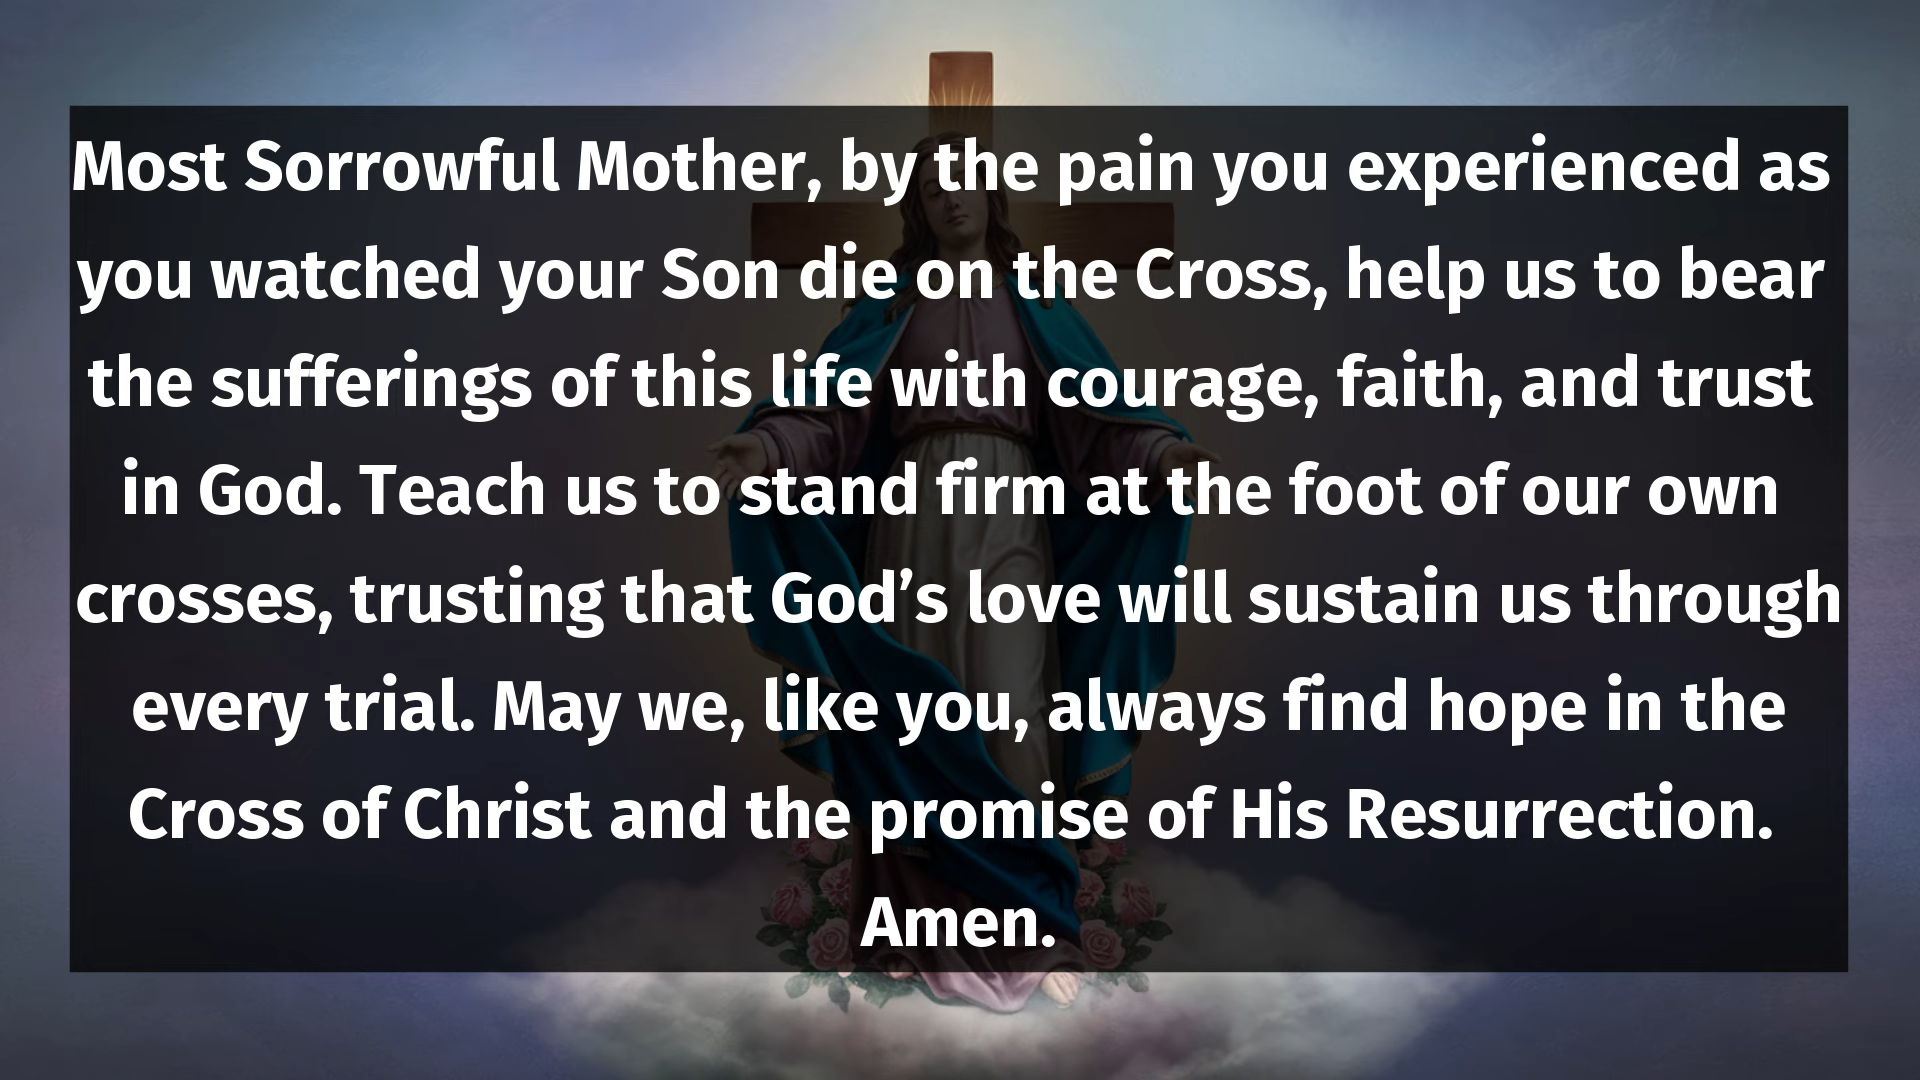 Most Sorrowful Mother, by the pain you experienced as
you watched your Son die on the Cross, help us to bear
the sufferings of this life with courage, faith, and trust
in God. Teach us to stand firm at the foot of our own
crosses, trusting that God’s love will sustain us through
every trial. May we, like you, always find hope in the
Cross of Christ and the promise of His Resurrection.
Amen.